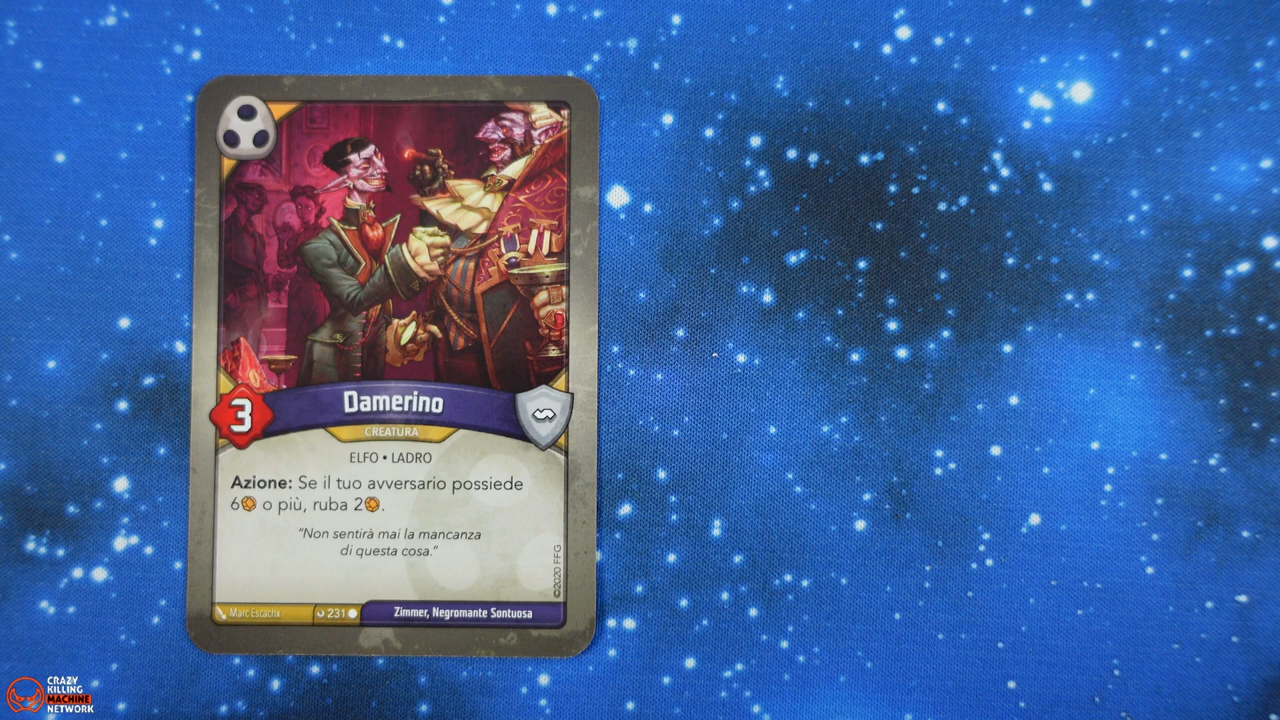 3
Damerino
CREATURA
ELFO • LADRO
Azione: Se il tuo avversario possiede
6 o più, ruba 2.
“Non sentirà mai la mancanza
di questa cosa.”
©2020 FFG
Marc Escachx
231
Zimmer, Negromante Sontuosa
CRAZY
KILLING
MACHINE
NETWORK